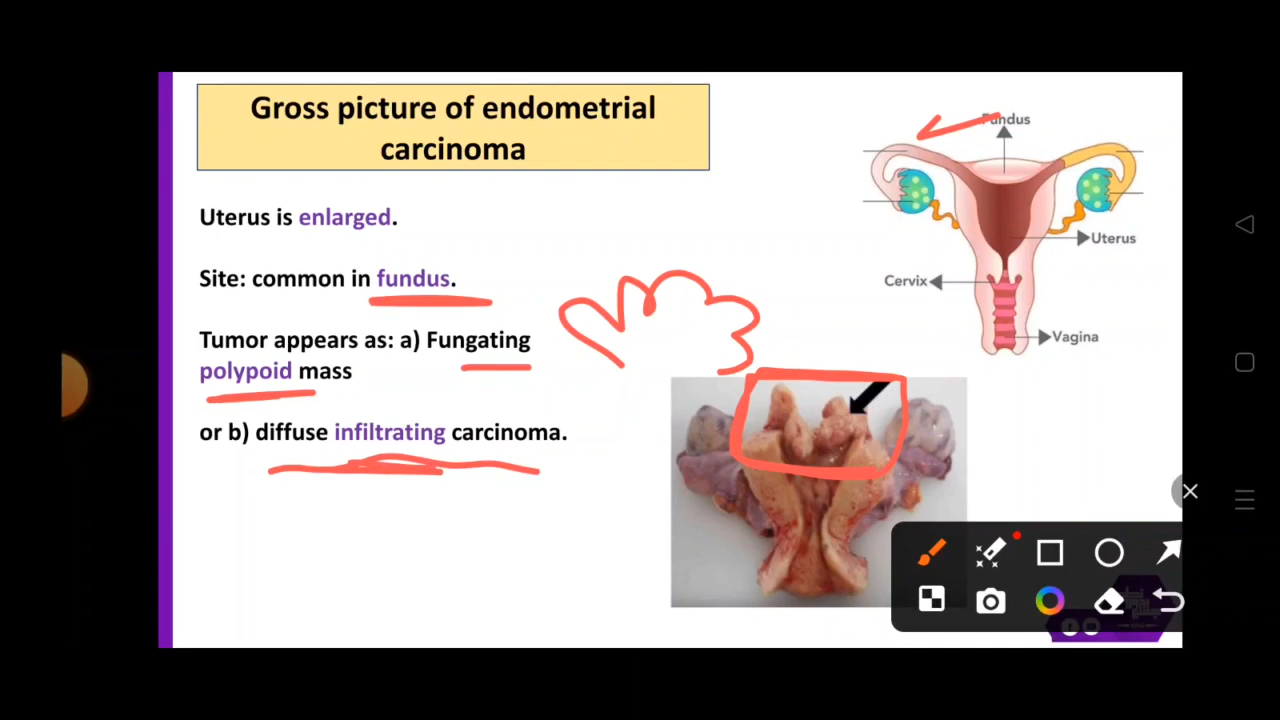 Gross picture of endometrial
carcinoma
Uterus is enlarged.
Site: common in fundus.
Tumor appears as: a) Fungating
polypoid mass
or b) diffuse infiltrating carcinoma.
Fundus
Uterus
Cervix
Vagina